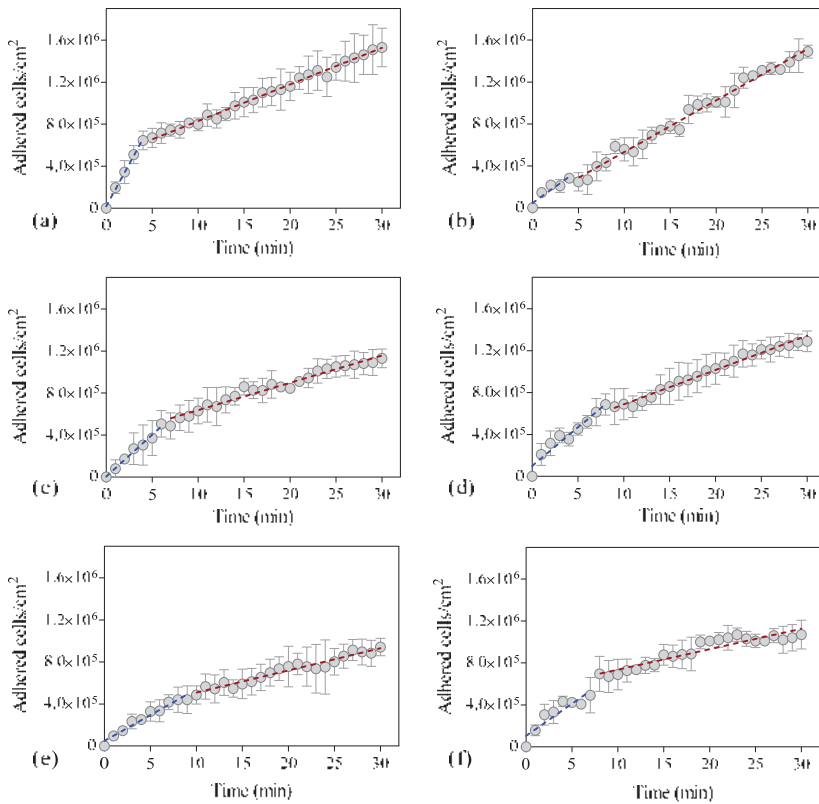 Adhered cells/cm²
1.6×10⁶
1.2×10⁶
8.0×10⁵
4.0×10⁵
0
0 5 10 15 20 25 30
(a)
Time (min)
Adhered cells/cm²
1.6×10⁶
1.2×10⁶
8.0×10⁵
4.0×10⁵
0
0 5 10 15 20 25 30
(b)
Time (min)
Adhered cells/cm²
1.6×10⁶
1.2×10⁶
8.0×10⁵
4.0×10⁵
0
0 5 10 15 20 25 30
(c)
Time (min)
Adhered cells/cm²
1.6×10⁶
1.2×10⁶
8.0×10⁵
4.0×10⁵
0
0 5 10 15 20 25 30
(d)
Time (min)
Adhered cells/cm²
1.6×10⁶
1.2×10⁶
8.0×10⁵
4.0×10⁵
0
0 5 10 15 20 25 30
(e)
Time (min)
Adhered cells/cm²
1.6×10⁶
1.2×10⁶
8.0×10⁵
4.0×10⁵
0
0 5 10 15 20 25 30
(f)
Time (min)